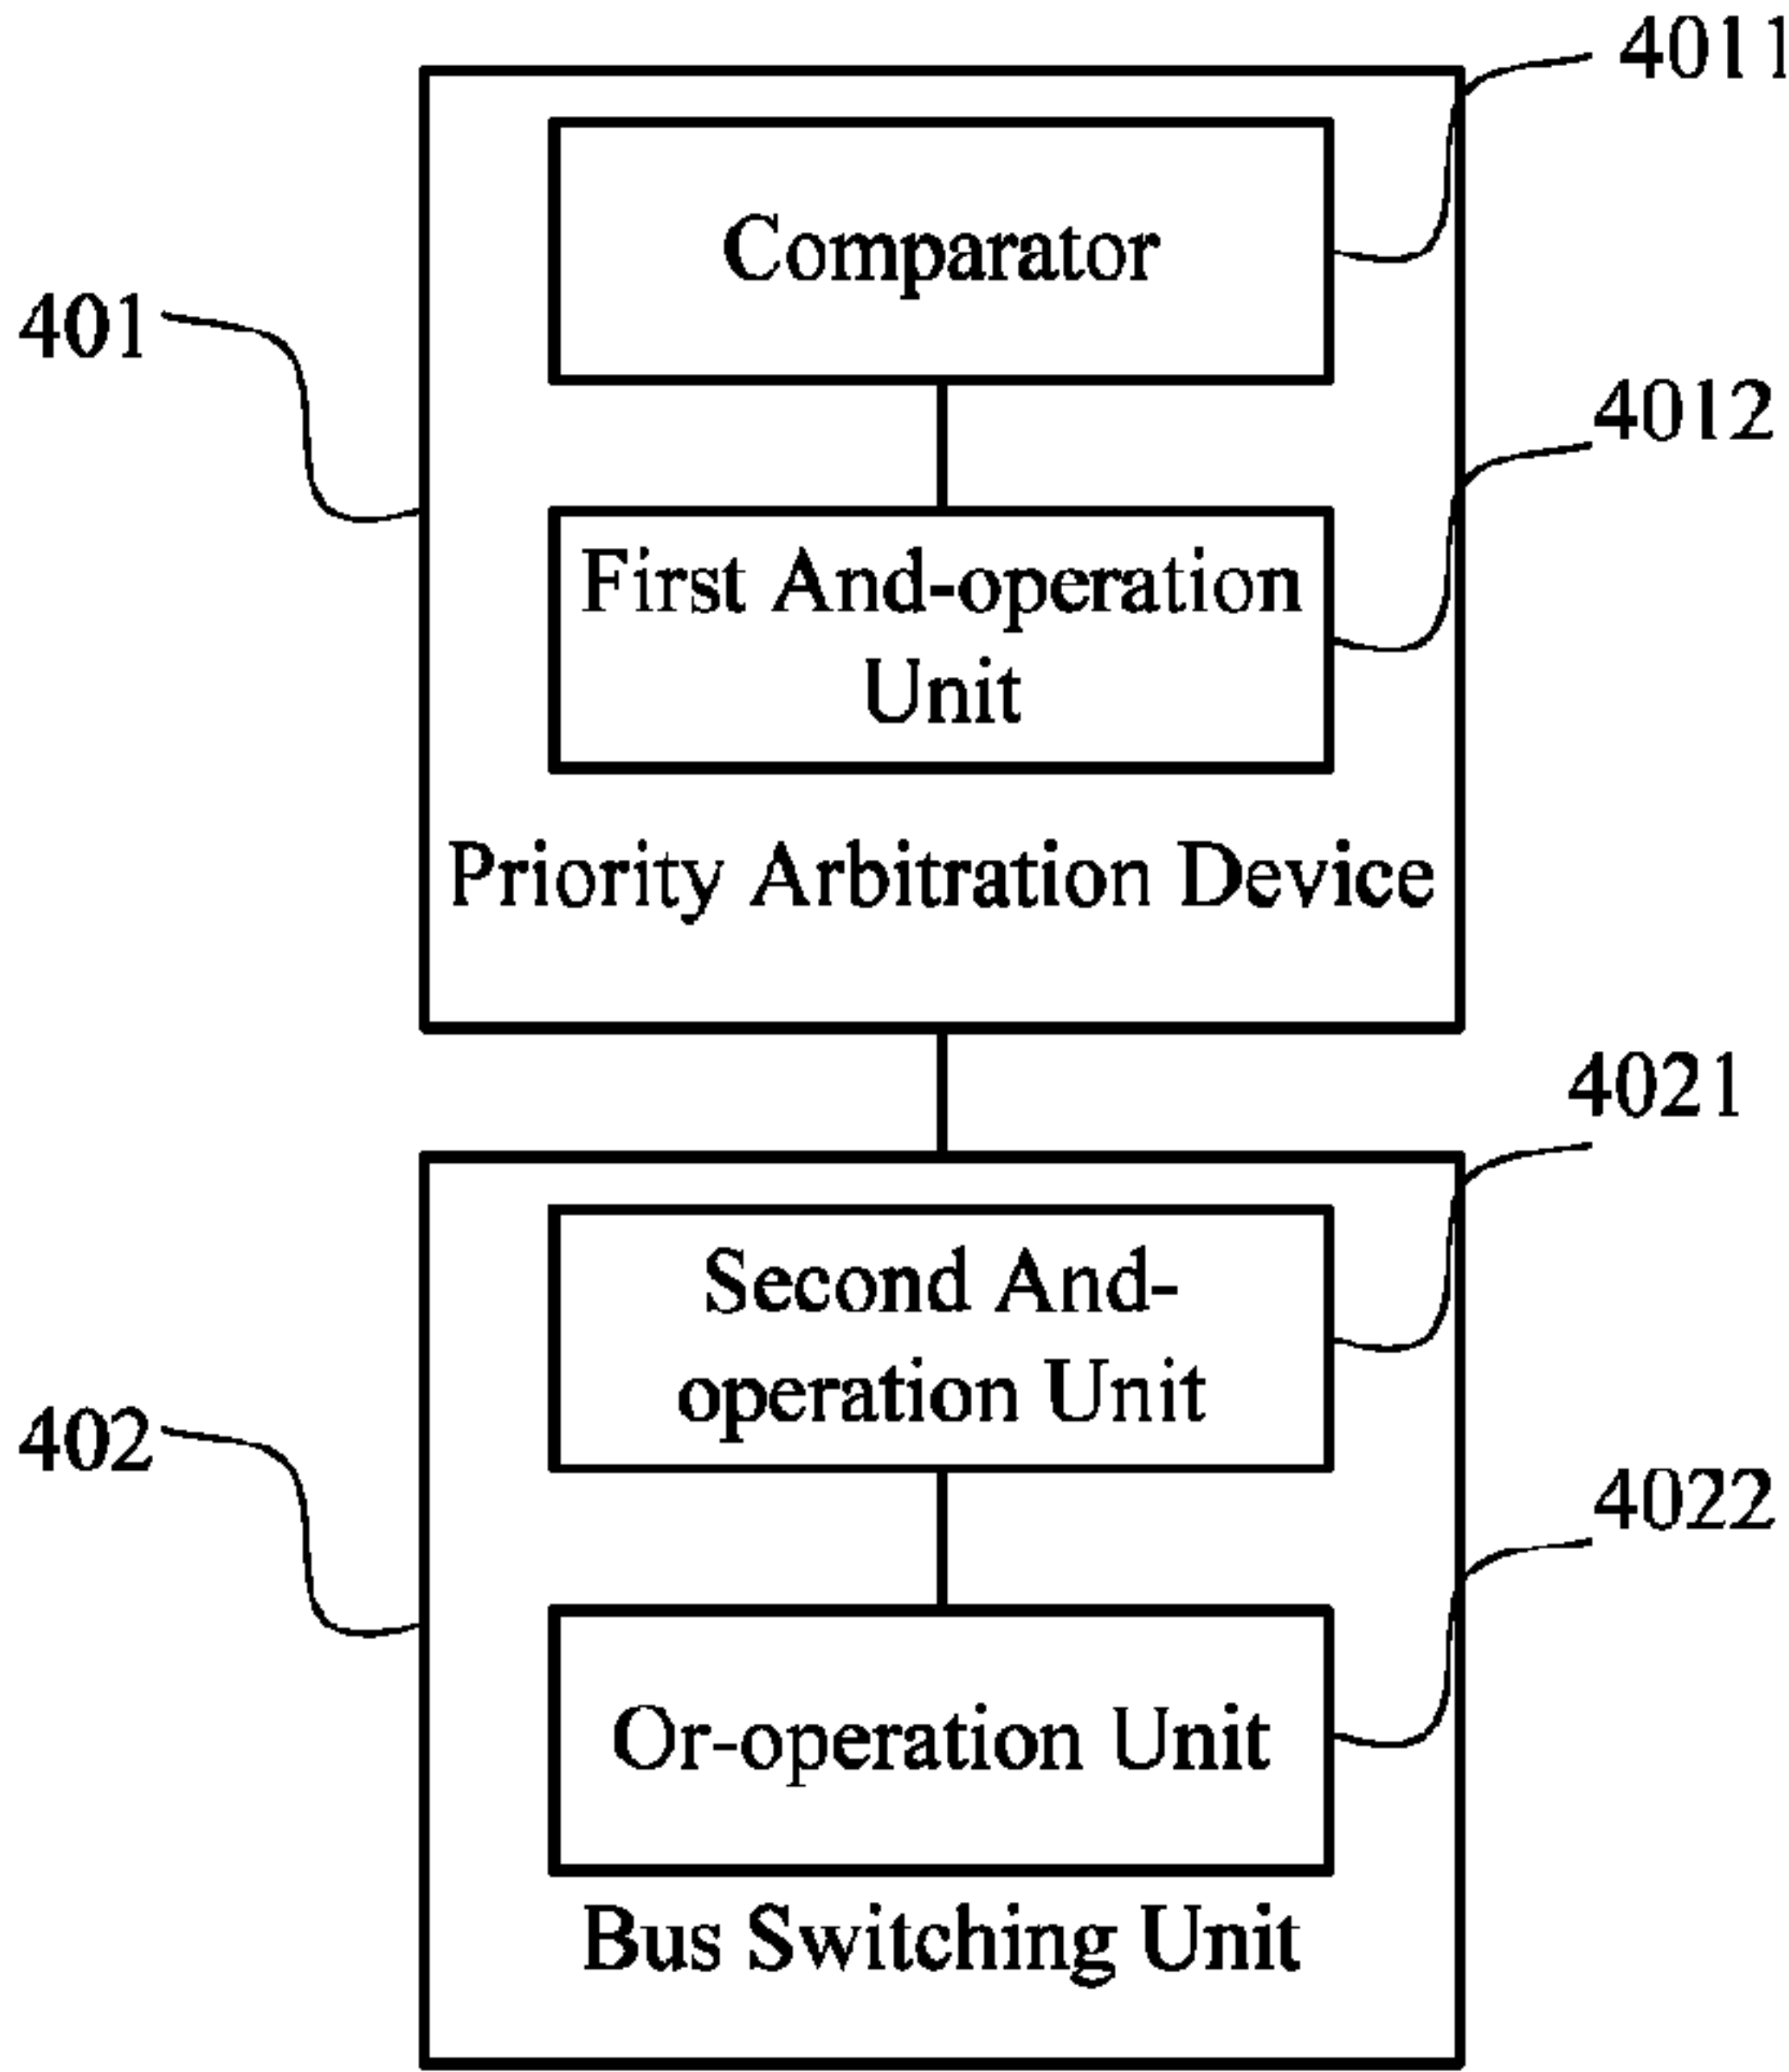 4011
Comparator
401
4012
First And-operation
Unit
Priority Arbitration Device
4021
Second And-
operation Unit
402
4022
Or-operation Unit
Bus Switching Unit